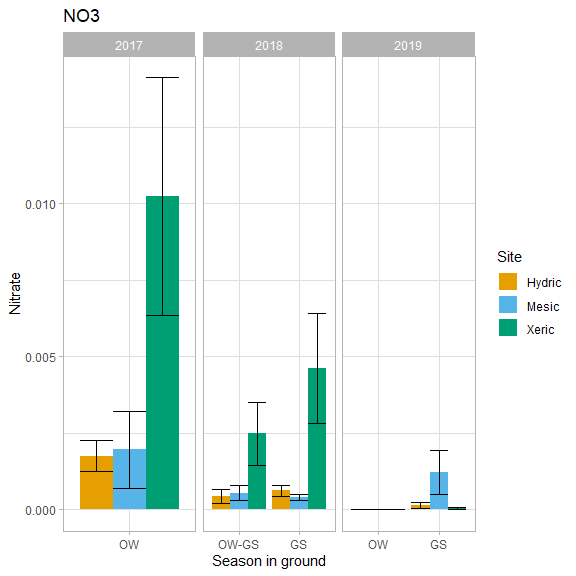 NO3
2017
2018
2019
0.010
0.005
0.000
Nitrate
OW
OW-GS
GS
OW
GS
Season in ground
Site
Hydric
Mesic
Xeric